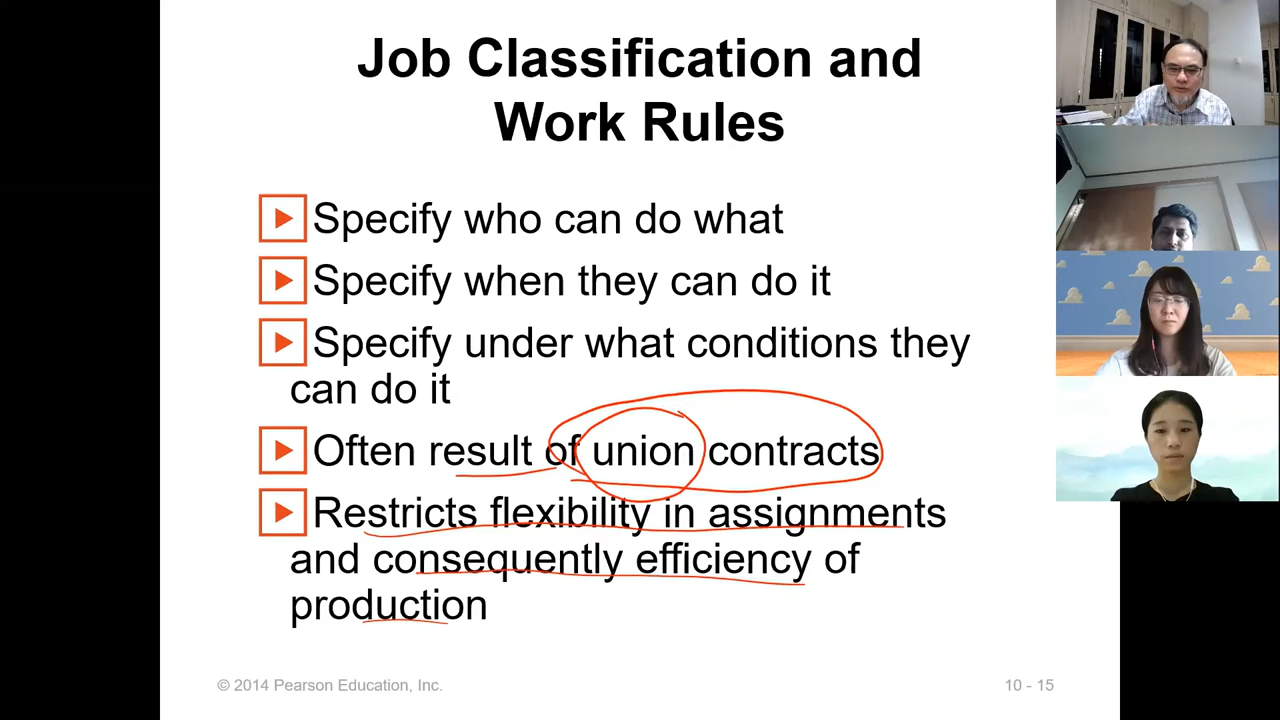 Job Classification and
Work Rules
Specify who can do what
Specify when they can do it
Specify under what conditions they
can do it
Often result of union contracts
Restricts flexibility in assignments
and consequently efficiency of
production
© 2014 Pearson Education, Inc.
10 - 15